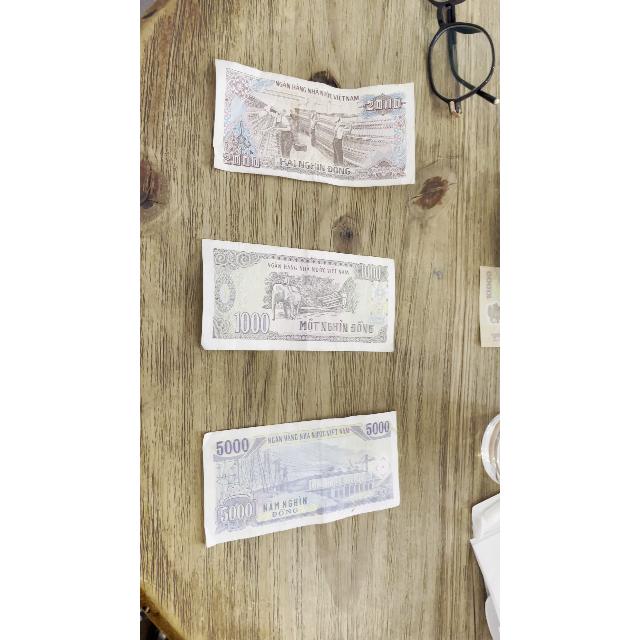 NGÂN HÀNG NHÀ NƯỚC VIỆT NAM
2000
2000
HAI NGHÌN ĐỒNG
NGÂN HÀNG NHÀ NƯỚC VIỆT NAM
1000
1000
MỘT NGHÌN ĐỒNG
5000
NGÂN HÀNG NHÀ NƯỚC VIỆT NAM
5000
5000
NĂM NGHÌN
ĐỒNG